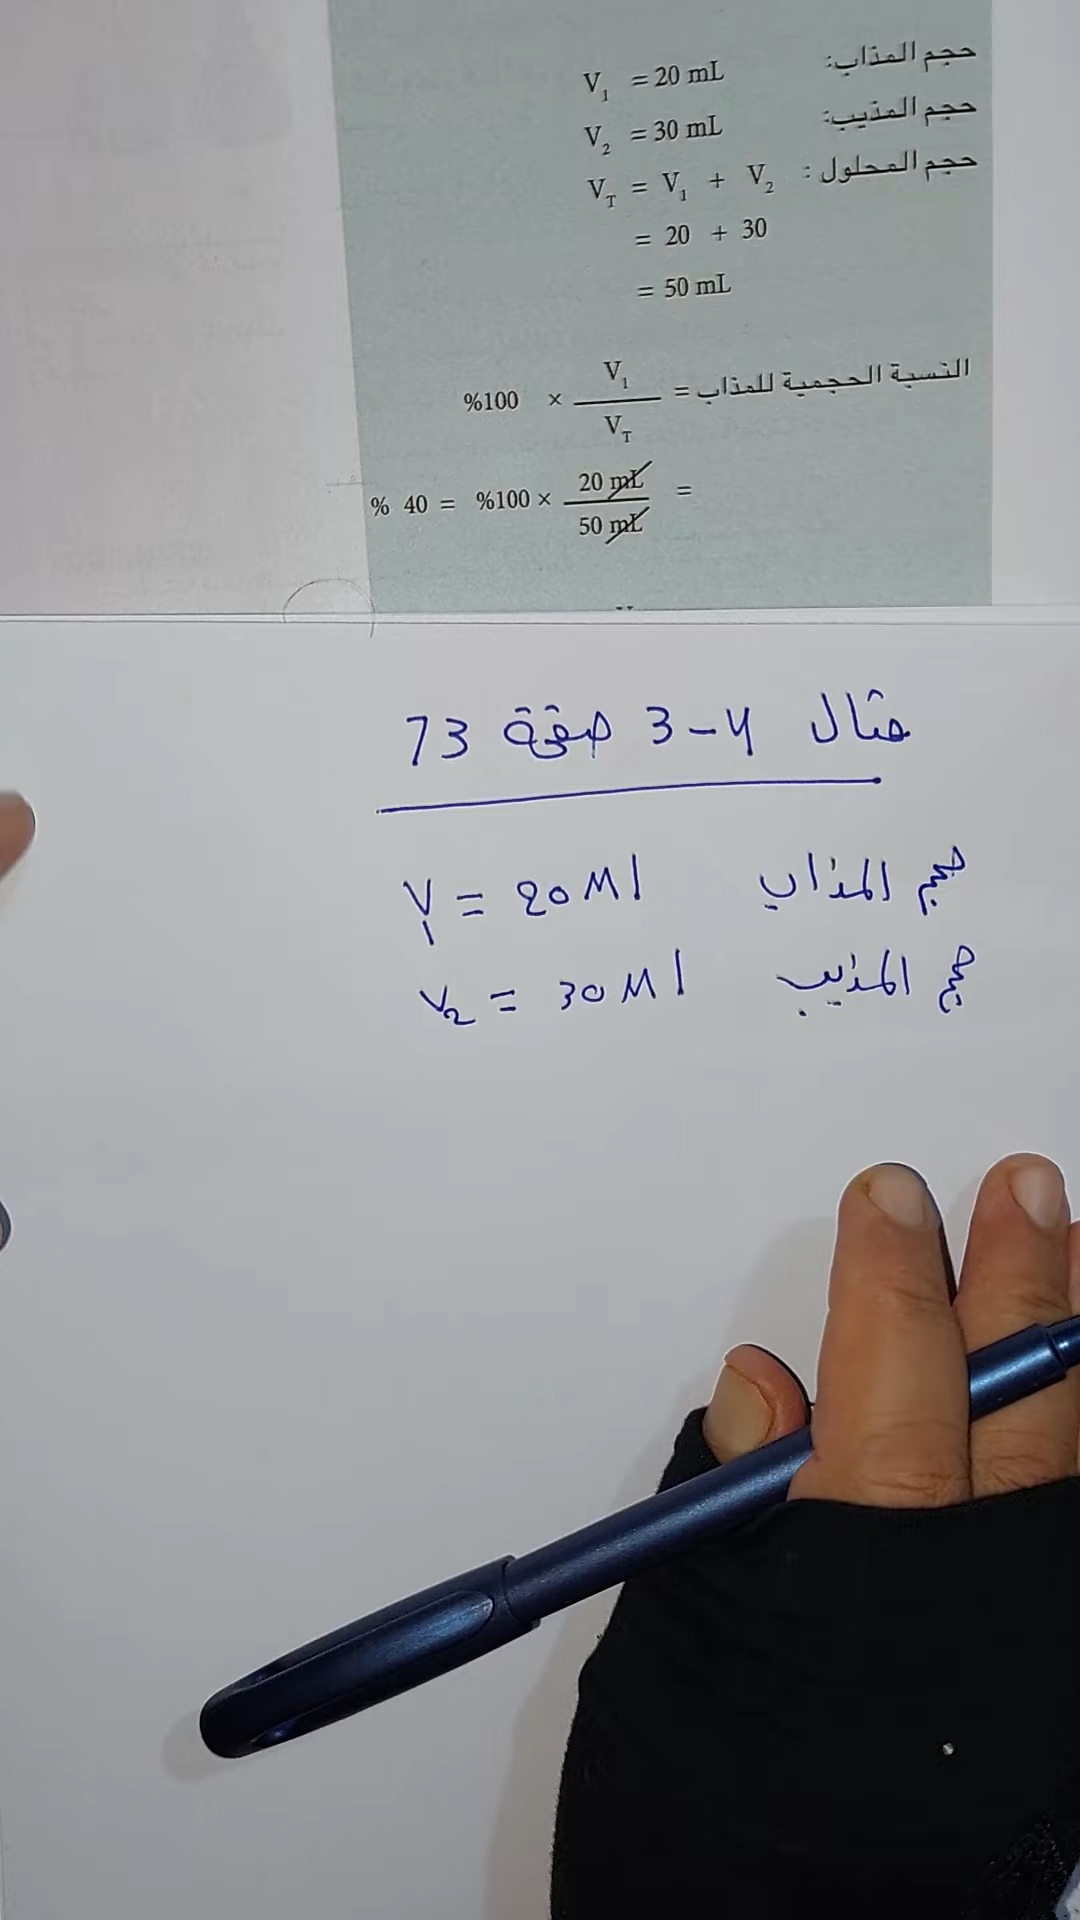 حجم المذاب: V₁ = 20 mL
حجم المذيب: V₂ = 30 mL
حجم المحلول : V_T = V₁ + V₂
= 20 + 30
= 50 mL
النسبة الحجمية للمذاب = V₁ / V_T × %100
= 20 mL / 50 mL × %100 = 40 %
مثال 4-3 صفحة 73
حجم المذاب V₁ = 20 Ml
حجم المذيب V₂ = 30 Ml